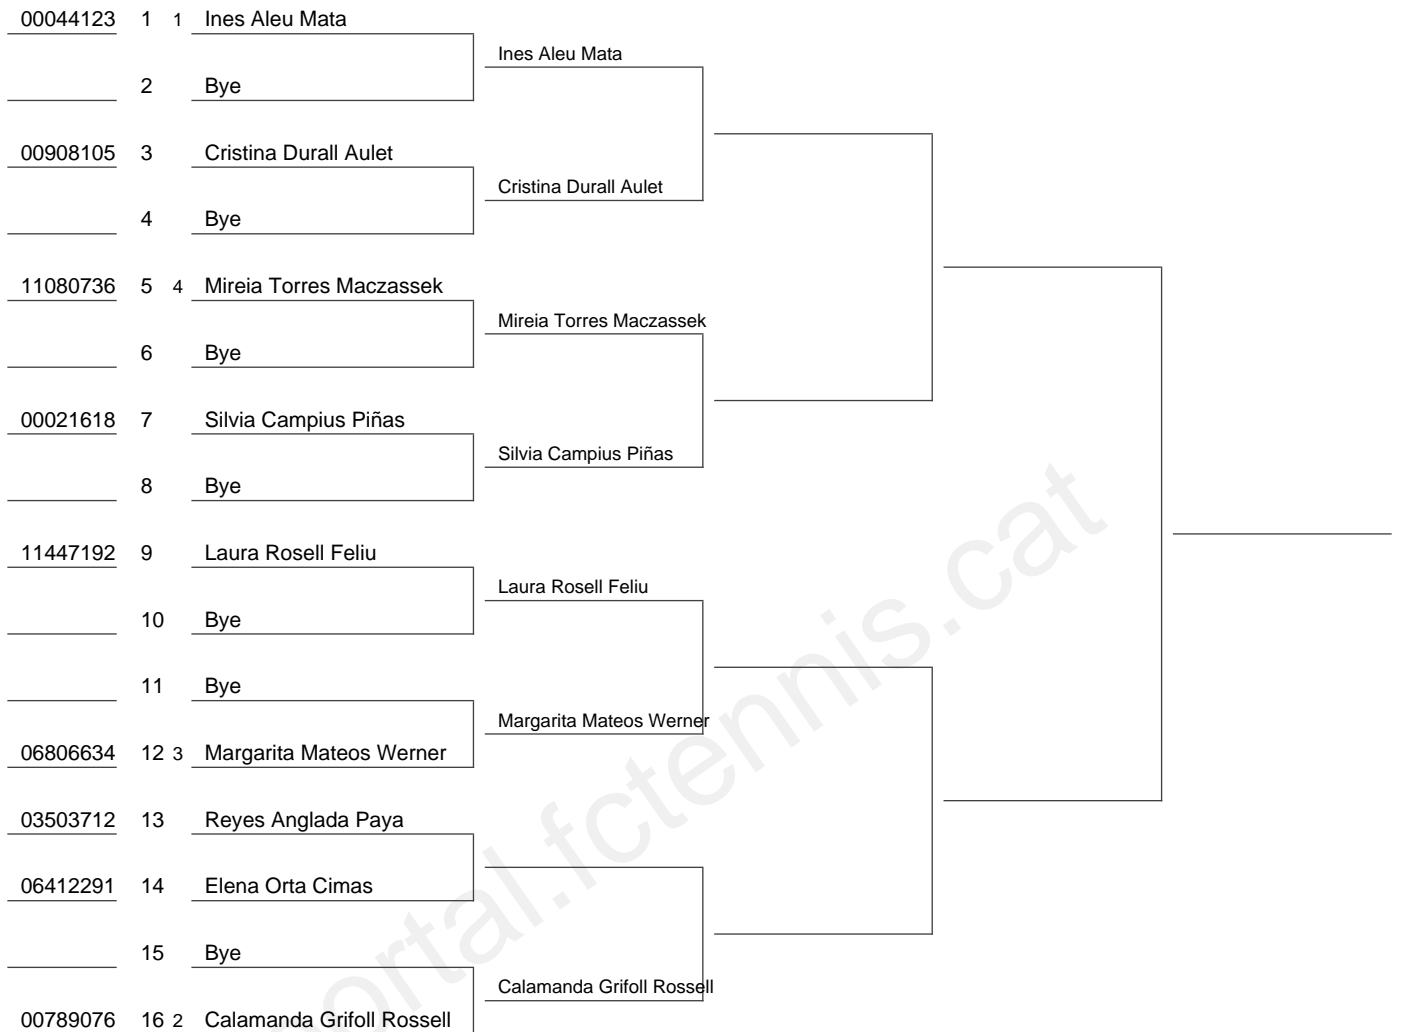 00044123 1 1 Ines Aleu Mata
Ines Aleu Mata
2 Bye
00908105 3 Cristina Durall Aulet
Cristina Durall Aulet
4 Bye
11080736 5 4 Mireia Torres Maczassek
Mireia Torres Maczassek
6 Bye
00021618 7 Silvia Campius Piñas
Silvia Campius Piñas
8 Bye
11447192 9 Laura Rosell Feliu
Laura Rosell Feliu
10 Bye
11 Bye
Margarita Mateos Werner
06806634 12 3 Margarita Mateos Werner
03503712 13 Reyes Anglada Paya
06412291 14 Elena Orta Cimas
15 Bye
Calamanda Grifoll Rossell
00789076 16 2 Calamanda Grifoll Rossell
ortal.fctennis.cat